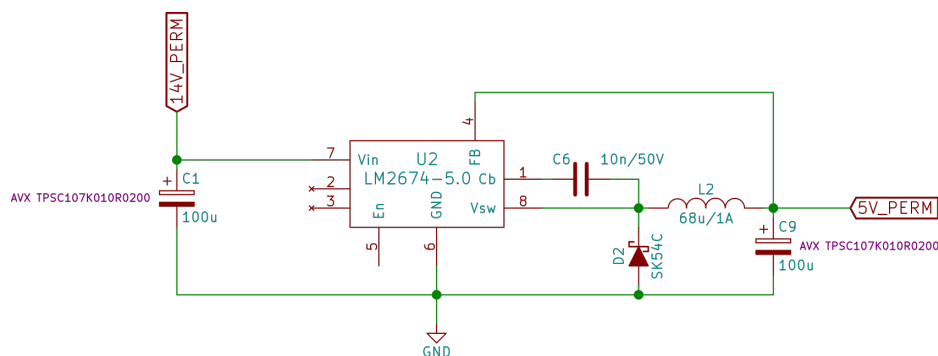 14V_PERM
4
7
Vin
U2
FB
C6
10n/50V
LM2674-5.0
Cb
1
+
C1
AVX TPSC107K010R0200
100u
2
3
En
GND
Vsw
8
L2
68u/1A
5V_PERM
5
6
D2
SK54C
+
C9
AVX TPSC107K010R0200
100u
GND